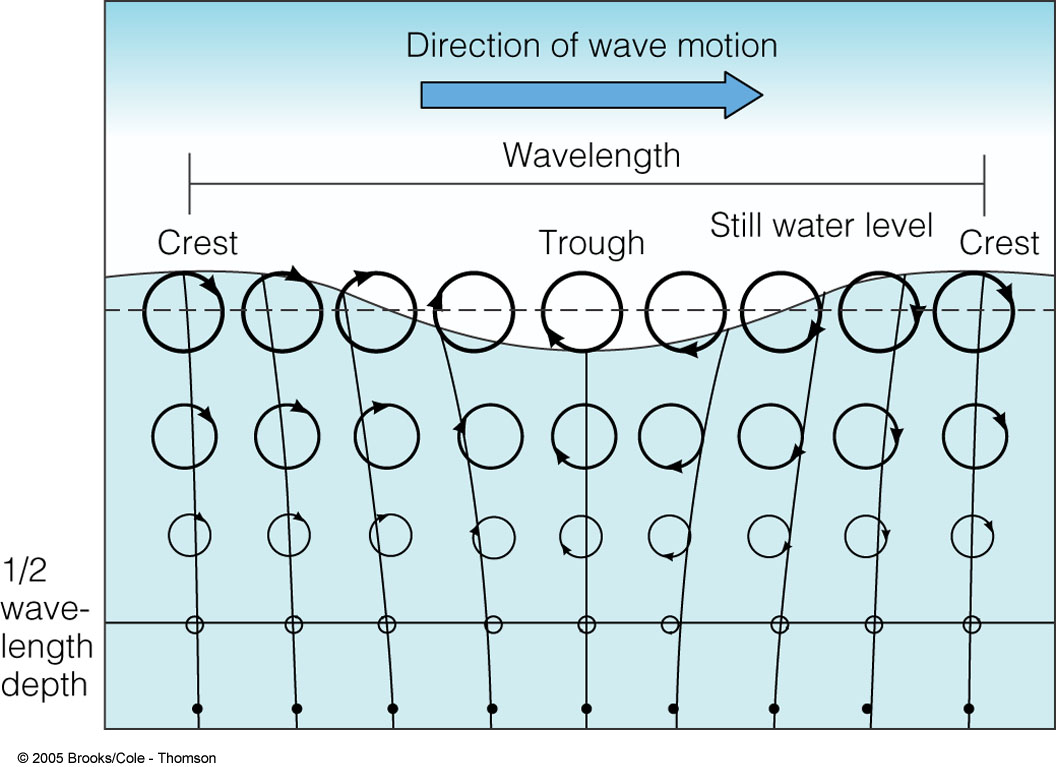 Direction of wave motion
Wavelength
Still water level
Crest
Trough
Crest
1/2
wave-
length
depth
© 2005 Brooks/Cole - Thomson